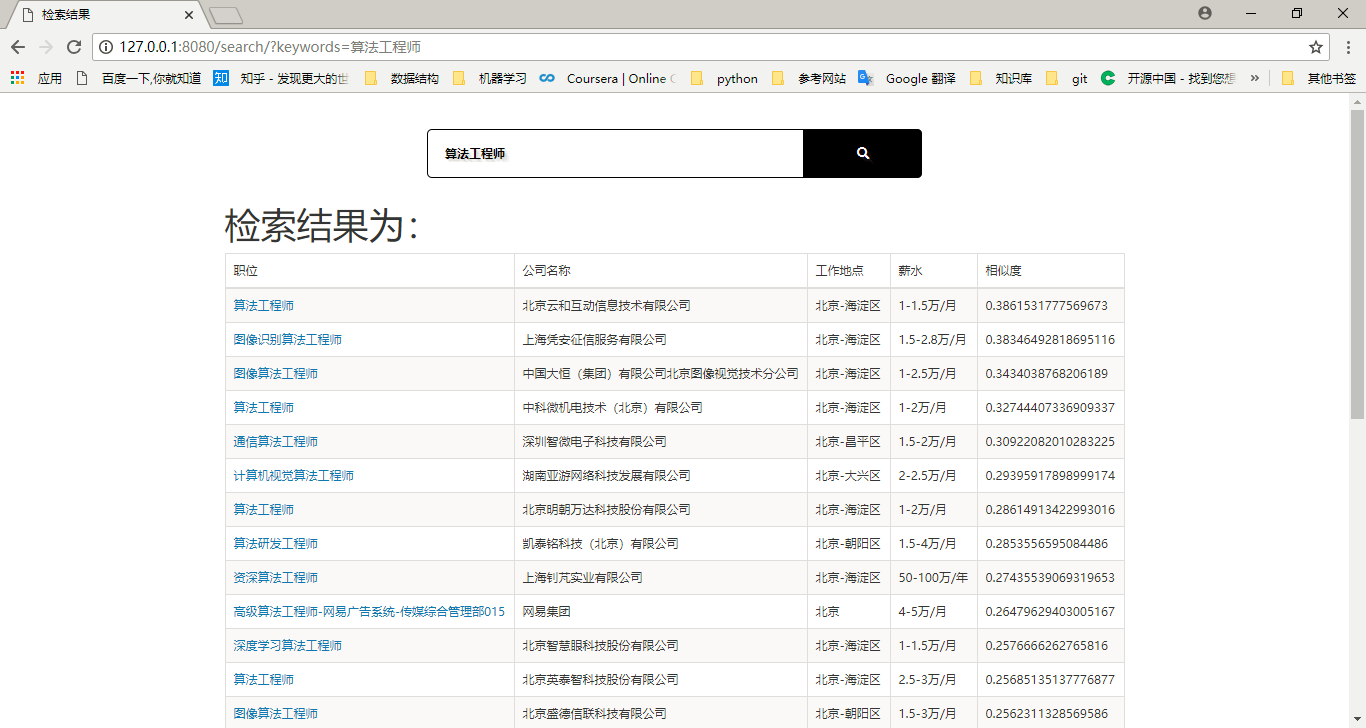 检索结果
127.0.0.1:8080/search/?keywords=算法工程师
应用 百度一下,你就知道 知 知乎 - 发现更大的世 数据结构 机器学习 Coursera | Online C python 参考网站 Google 翻译 知识库 git 开源中国 - 找到您想 » 其他书签
算法工程师
检索结果为：
职位 公司名称 工作地点 薪水 相似度
算法工程师 北京云和互动信息技术有限公司 北京-海淀区 1-1.5万/月 0.3861531777569673
图像识别算法工程师 上海凭安征信服务有限公司 北京-海淀区 1.5-2.8万/月 0.38346492818695116
图像算法工程师 中国大恒（集团）有限公司北京图像视觉技术分公司 北京-海淀区 1-2.5万/月 0.3434038768206189
算法工程师 中科微机电技术（北京）有限公司 北京-海淀区 1-2万/月 0.32744407336909337
通信算法工程师 深圳智微电子科技有限公司 北京-昌平区 1.5-2万/月 0.30922082010283225
计算机视觉算法工程师 湖南亚游网络科技发展有限公司 北京-大兴区 2-2.5万/月 0.29395917898999174
算法工程师 北京明朝万达科技股份有限公司 北京-海淀区 1-2万/月 0.28614913422993016
算法研发工程师 凯泰铭科技（北京）有限公司 北京-朝阳区 1.5-4万/月 0.2853556595084486
资深算法工程师 上海钊芃实业有限公司 北京-海淀区 50-100万/年 0.27435539069319653
高级算法工程师-网易广告系统-传媒综合管理部015 网易集团 北京 4-5万/月 0.26479629403005167
深度学习算法工程师 北京智慧眼科技股份有限公司 北京-海淀区 1-1.5万/月 0.2576666262765816
算法工程师 北京英泰智科技股份有限公司 北京-海淀区 2.5-3万/月 0.25685135137776877
图像算法工程师 北京盛德信联科技有限公司 北京-朝阳区 1.5-3万/月 0.2562311328569586